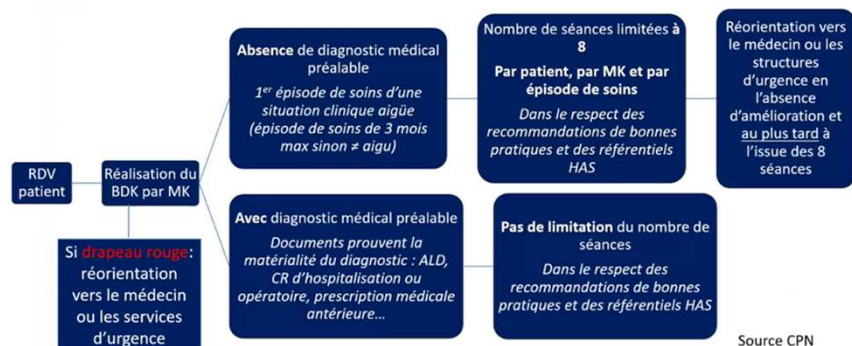 RDV
patient
Réalisation du
BDK par MK
Si drapeau rouge:
réorientation
vers le médecin
ou les services
d'urgence
Absence de diagnostic médical
préalable
1er épisode de soins d'une
situation clinique aigüe
(épisode de soins de 3 mois
max sinon ≠ aigu)
Nombre de séances limitées à
8
Par patient, par MK et par
épisode de soins
Dans le respect des
recommandations de bonnes
pratiques et des référentiels
HAS
Réorientation vers
le médecin ou les
structures
d'urgence en
l'absence
d'amélioration et
au plus tard à
l'issue des 8
séances
Avec diagnostic médical préalable
Documents prouvent la
matérialité du diagnostic : ALD,
CR d'hospitalisation ou
opératoire, prescription médicale
antérieure...
Pas de limitation du nombre de
séances
Dans le respect des
recommandations de bonnes
pratiques et des référentiels HAS
Source CPN